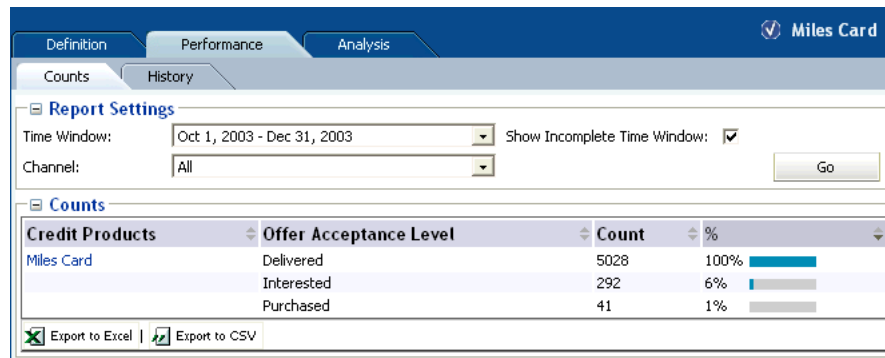 Miles Card
Definition Performance Analysis
Counts History
Report Settings
Time Window: Oct 1, 2003 - Dec 31, 2003 Show Incomplete Time Window:
Channel: All Go
Counts
Credit Products Offer Acceptance Level Count %
Miles Card Delivered 5028 100%
Interested 292 6%
Purchased 41 1%
Export to Excel | Export to CSV